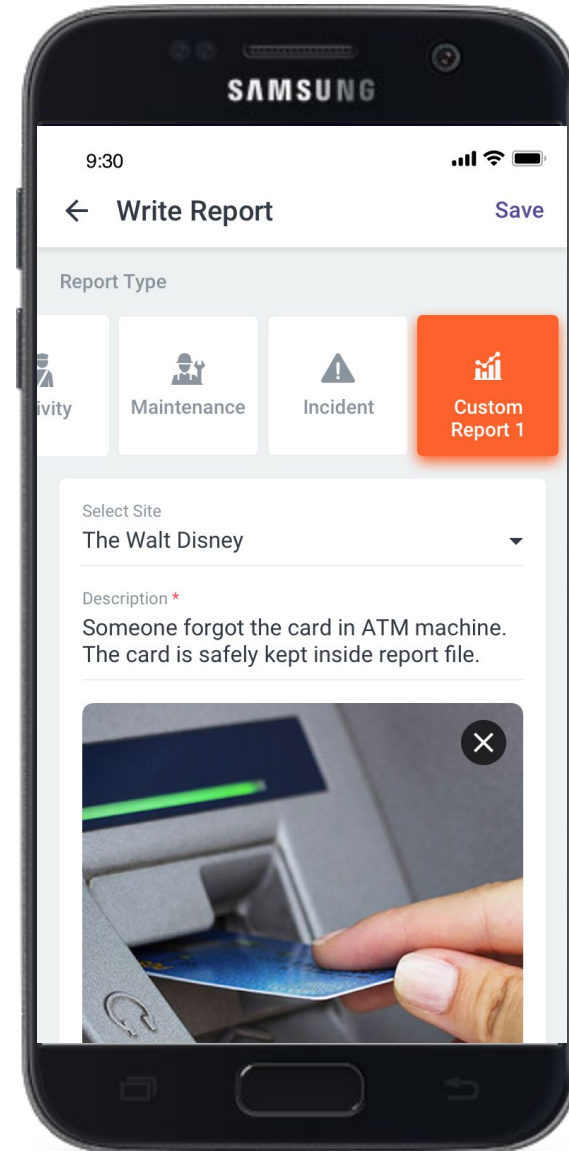 SAMSUNG
9:30
Write Report
Save
Report Type
ivity
Maintenance
Incident
Custom
Report 1
Select Site
The Walt Disney
Description *
Someone forgot the card in ATM machine.
The card is safely kept inside report file.